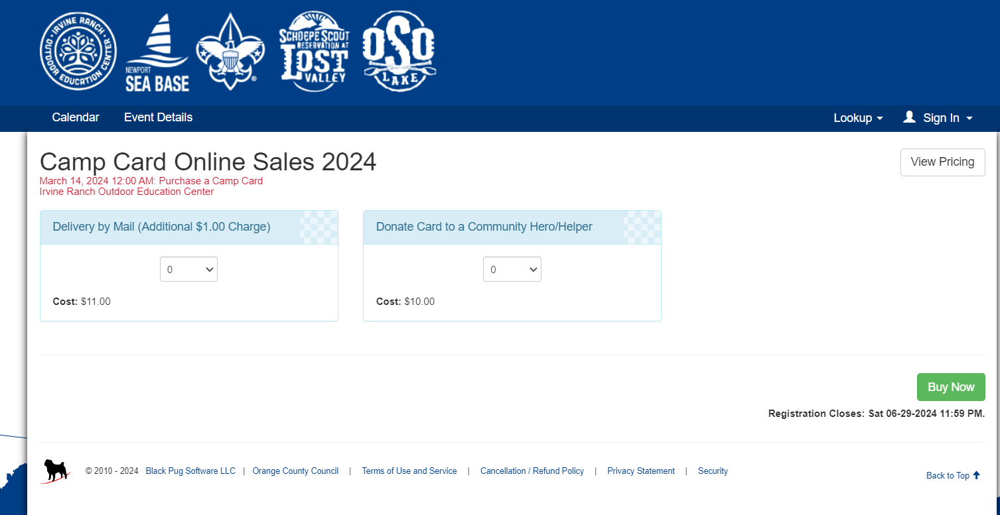 IRVINE RANCH
OUTDOOR EDUCATION CENTER
NEWPORT
SEA BASE
®
SCHOEPE SCOUT
RESERVATION AT
LOST
VALLEY
OSO
LAKE
Calendar Event Details Lookup Sign In
Camp Card Online Sales 2024 View Pricing
March 14, 2024 12:00 AM: Purchase a Camp Card
Irvine Ranch Outdoor Education Center
Delivery by Mail (Additional $1.00 Charge)
0
Cost: $11.00
Donate Card to a Community Hero/Helper
0
Cost: $10.00
Buy Now
Registration Closes: Sat 06-29-2024 11:59 PM.
© 2010 - 2024 Black Pug Software LLC | Orange County Council | Terms of Use and Service | Cancellation / Refund Policy | Privacy Statement | Security
Back to Top